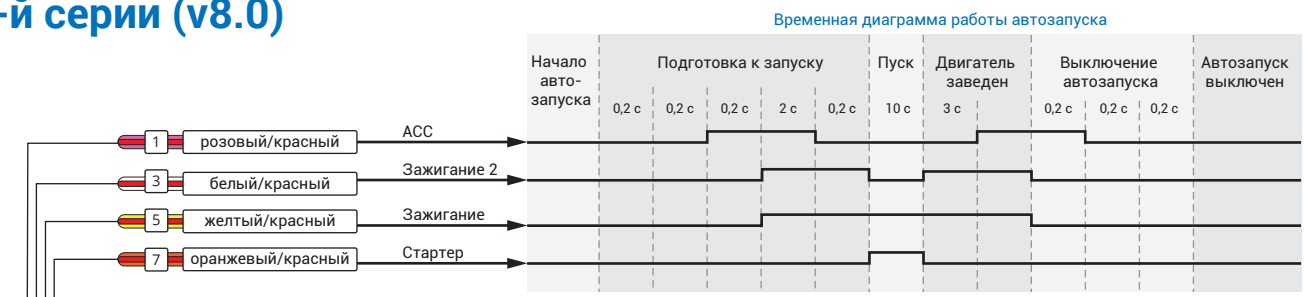 -й серии (v8.0)
Временная диаграмма работы автозапуска
Начало
авто-
запуска
Подготовка к запуску
Пуск
Двигатель
заведен
Выключение
автозапуска
Автозапуск
выключен
0,2 с 0,2 с 0,2 с 2 с 0,2 с 10 с 3 с 0,2 с 0,2 с 0,2 с
1 розовый/красный ACC
3 белый/красный Зажигание 2
5 желтый/красный Зажигание
7 оранжевый/красный Стартер